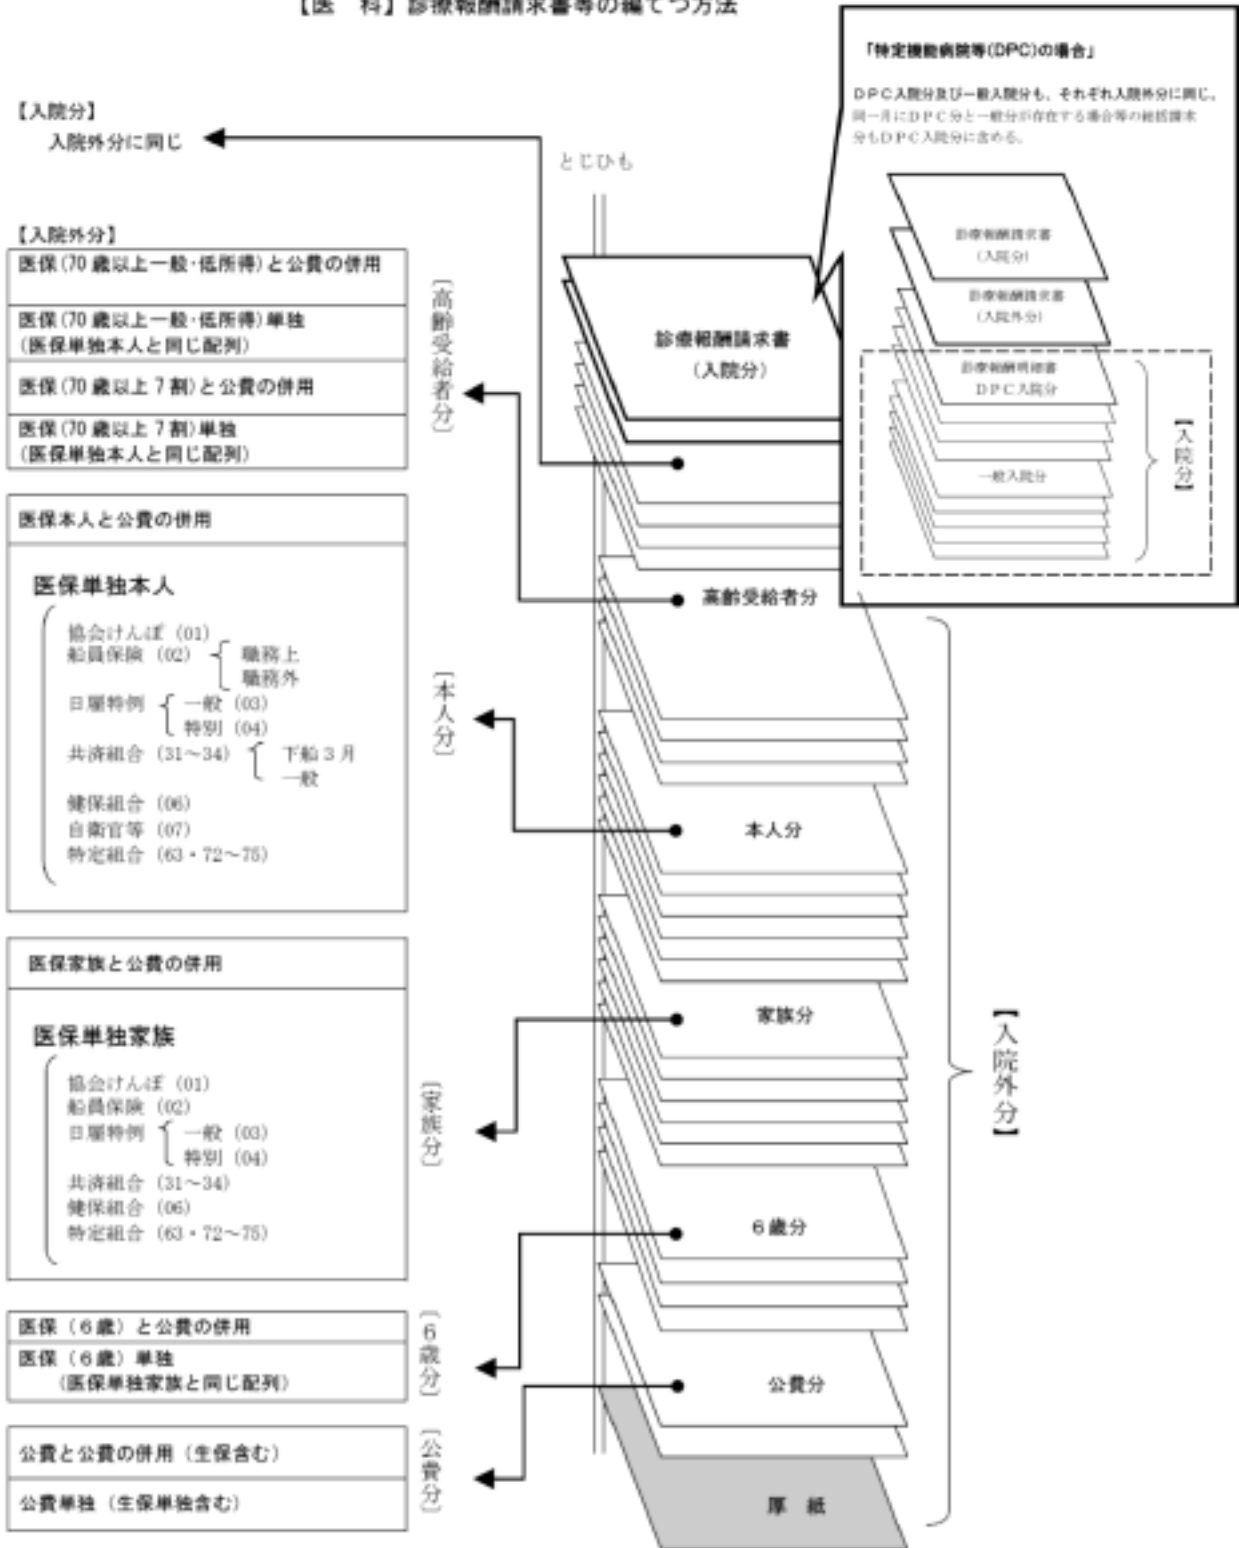 【医　科】診療報酬請求書等の編てつ方法
「特定機能病院等(DPC)の場合」
DPC入院分及び一般入院分も、それぞれ入院外分に同じ。
同一月にDPC分と一般分が存在する場合等の総括請求
分もDPC入院分に含める。
診療報酬請求書
(入院分)
診療報酬請求書
(入院外分)
診療報酬明細書
DPC入院分
一般入院分
【入院分】
【入院分】
入院外分に同じ
とじひも
【入院外分】
医保(70歳以上一般・低所得)と公費の併用
医保(70歳以上一般・低所得)単独
(医保単独本人と同じ配列)
医保(70歳以上7割)と公費の併用
医保(70歳以上7割)単独
(医保単独本人と同じ配列)
〔高齢受給者分〕
医保本人と公費の併用
医保単独本人
協会けんぽ (01)
船員保険 (02) 職務上
職務外
日雇特例 一般 (03)
特別 (04)
共済組合 (31～34) 下船3月
一般
健保組合 (06)
自衛官等 (07)
特定組合 (63・72～75)
〔本人分〕
医保家族と公費の併用
医保単独家族
協会けんぽ (01)
船員保険 (02)
日雇特例 一般 (03)
特別 (04)
共済組合 (31～34)
健保組合 (06)
特定組合 (63・72～75)
〔家族分〕
医保（6歳）と公費の併用
医保（6歳）単独
(医保単独家族と同じ配列)
〔6歳分〕
公費と公費の併用（生保含む）
公費単独（生保単独含む）
〔公費分〕
診療報酬請求書
(入院分)
高齢受給者分
本人分
家族分
6歳分
公費分
厚　紙
【入院外分】